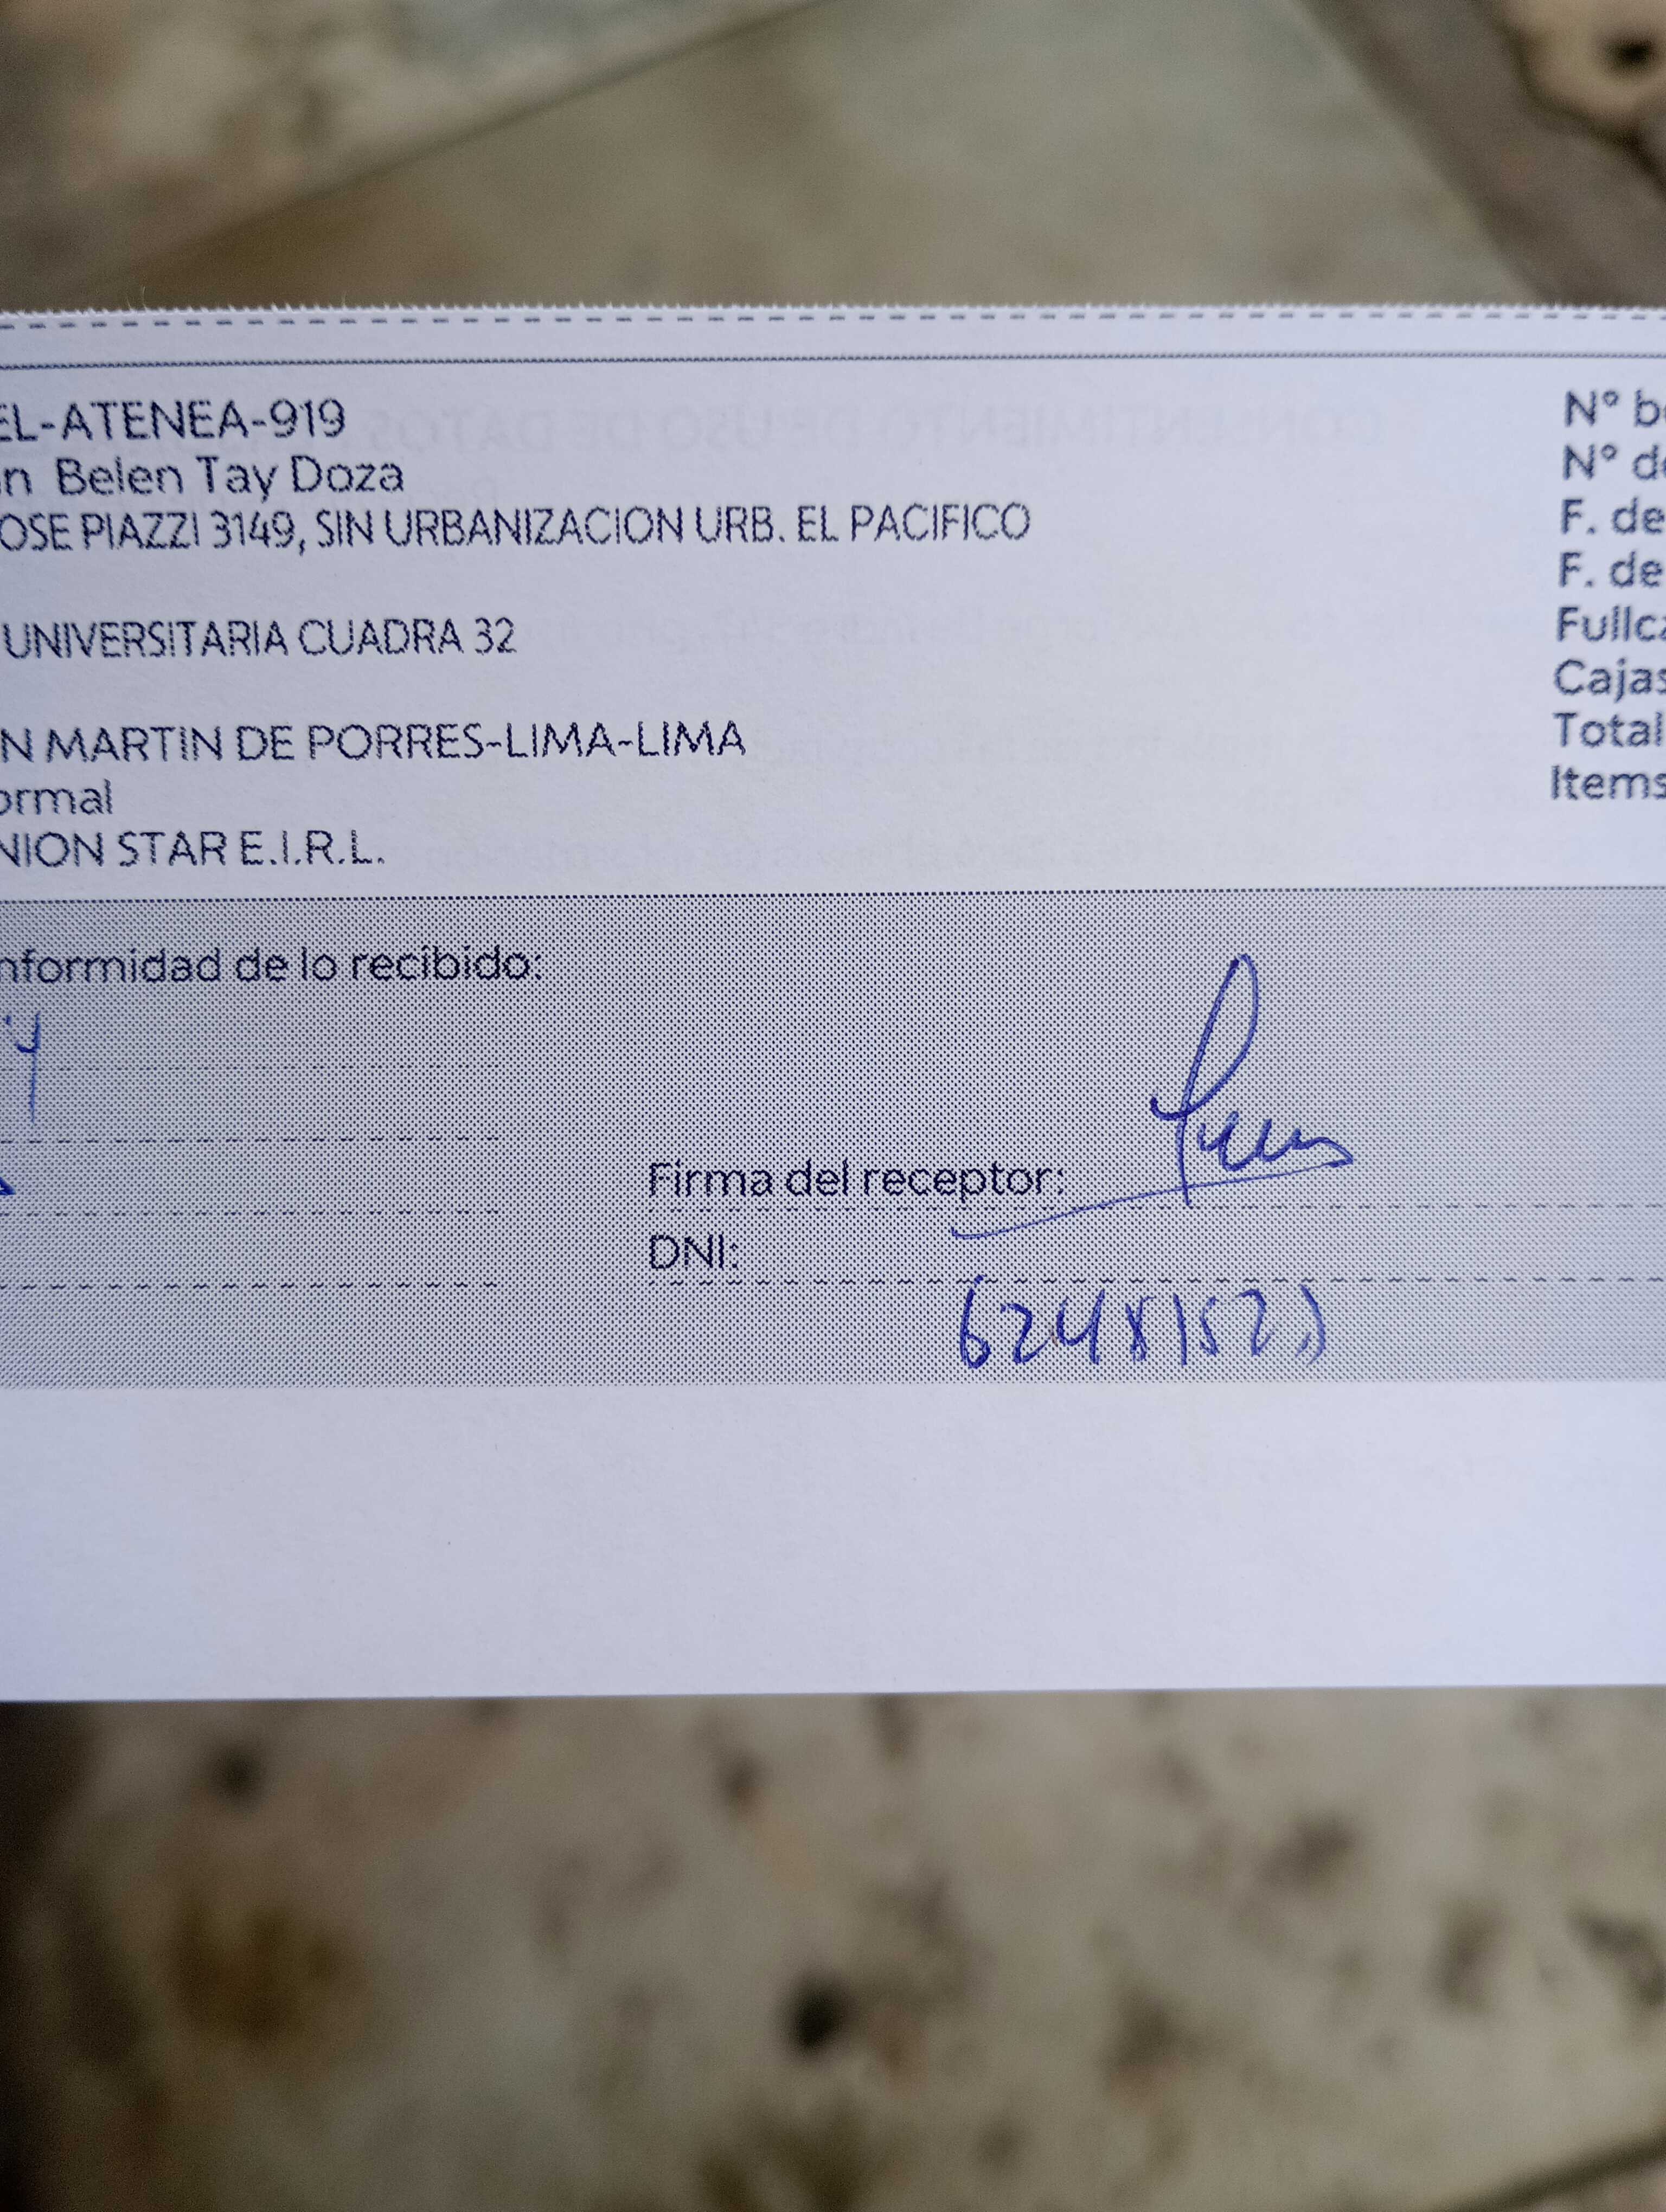 EL-ATENEA-919
n Belen Tay Doza
OSE PIAZZI 3149, SIN URBANIZACION URB. EL PACIFICO
UNIVERSITARIA CUADRA 32
N MARTIN DE PORRES-LIMA-LIMA
ormal
NION STAR E.I.R.L.
N° b
N° d
F. de
F. de
Fullc
Cajas
Total
Items
nformidad de lo recibido:
Firma del receptor:
DNI: